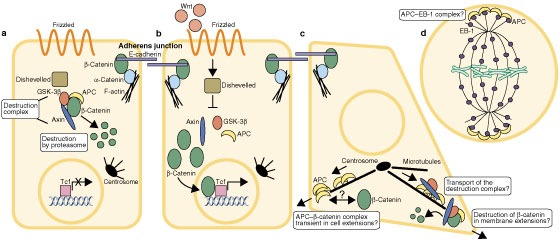 Wnt
Frizzled
Frizzled
APC–EB-1 complex?
APC
EB-1
a
b
c
d
Adherens junction
E-cadherin
β-Catenin
α-Catenin
F-actin
Dishevelled
GSK-3β
APC
Destruction
complex
β-Catenin
Axin
Destruction
by proteasome
Tcf
X
Centrosome
Dishevelled
Axin
GSK-3β
APC
β-Catenin
Tcf
Centrosome
Microtubules
APC
?
β-Catenin
APC–β-catenin complex
transient in cell extensions?
Transport of the
destruction complex?
Destruction of β-catenin
in membrane extensions?